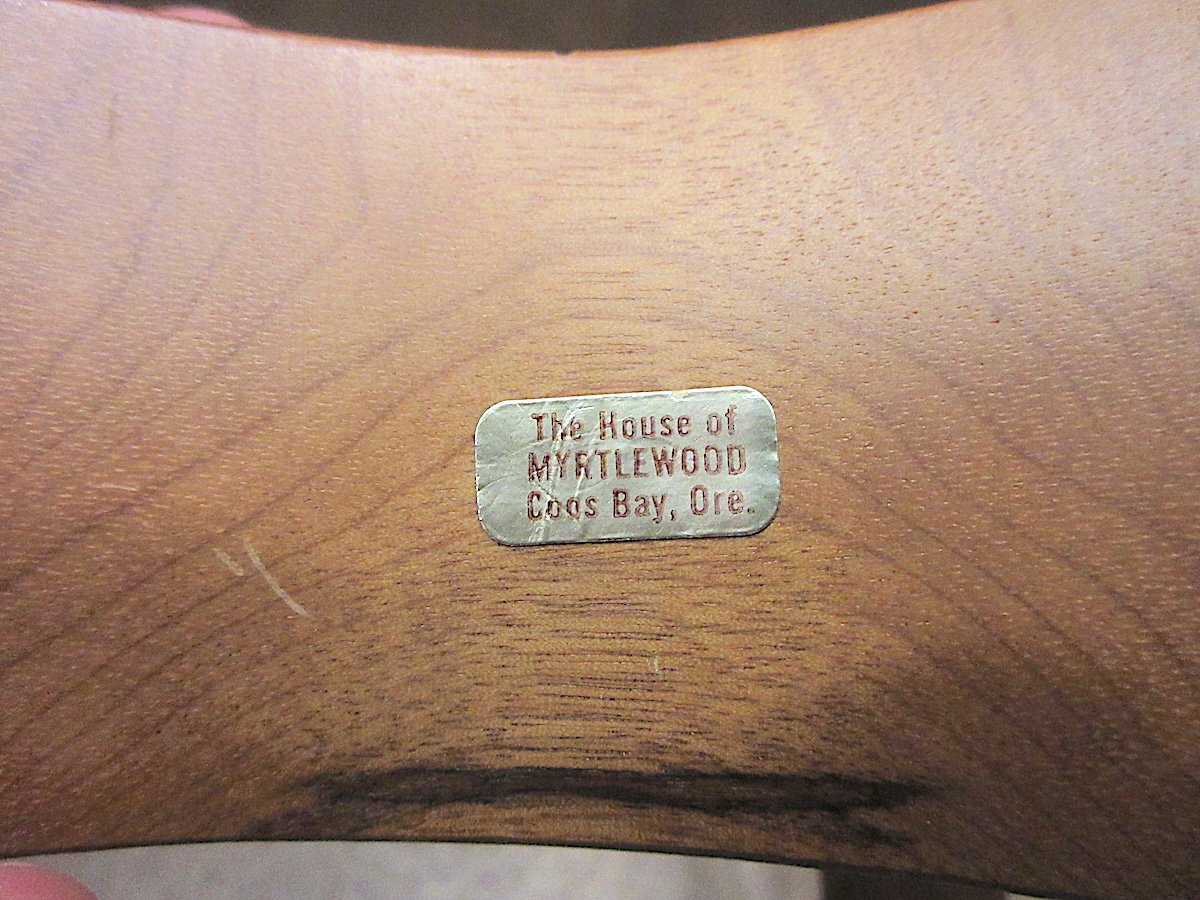 The House of
MYRTLEWOOD
Coos Bay, Ore.